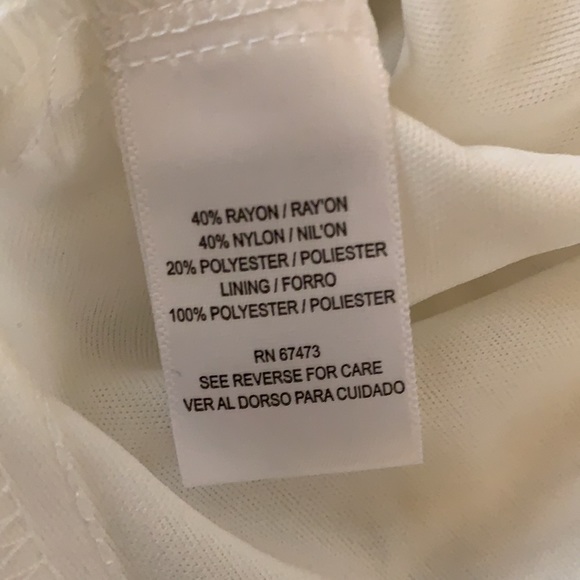 40% RAYON / RAY'ON
40% NYLON / NIL'ON
20% POLYESTER / POLIESTER
LINING / FORRO
100% POLYESTER / POLIESTER
RN 67473
SEE REVERSE FOR CARE
VER AL DORSO PARA CUIDADO